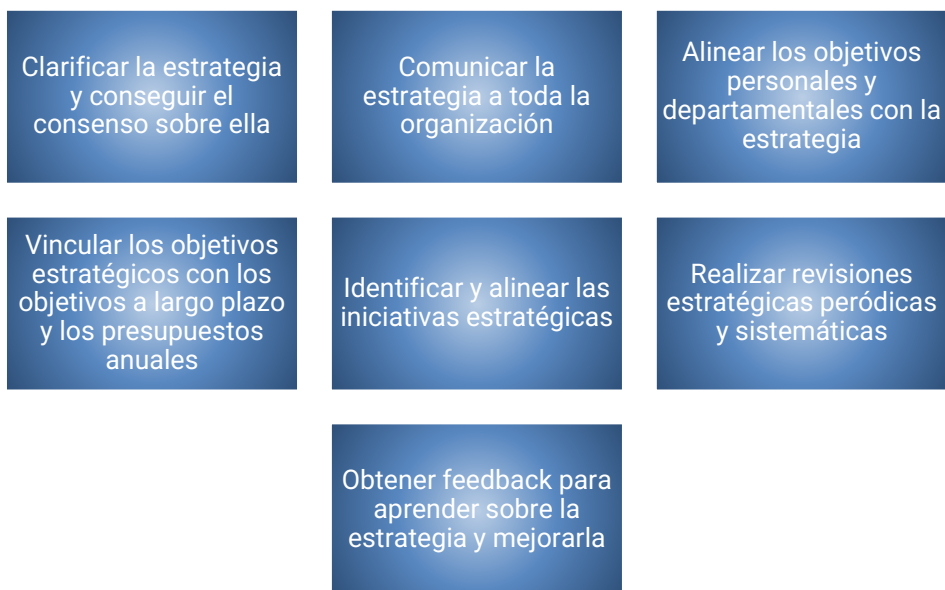 Clarificar la estrategia
y conseguir el
consenso sobre ella
Comunicar la
estrategia a toda la
organización
Alinear los objetivos
personales y
departamentales con la
estrategia
Vincular los objetivos
estratégicos con los
objetivos a largo plazo
y los presupuestos
anuales
Identificar y alinear las
iniciativas estratégicas
Realizar revisiones
estratégicas peródicas
y sistemáticas
Obtener feedback para
aprender sobre la
estrategia y mejorarla